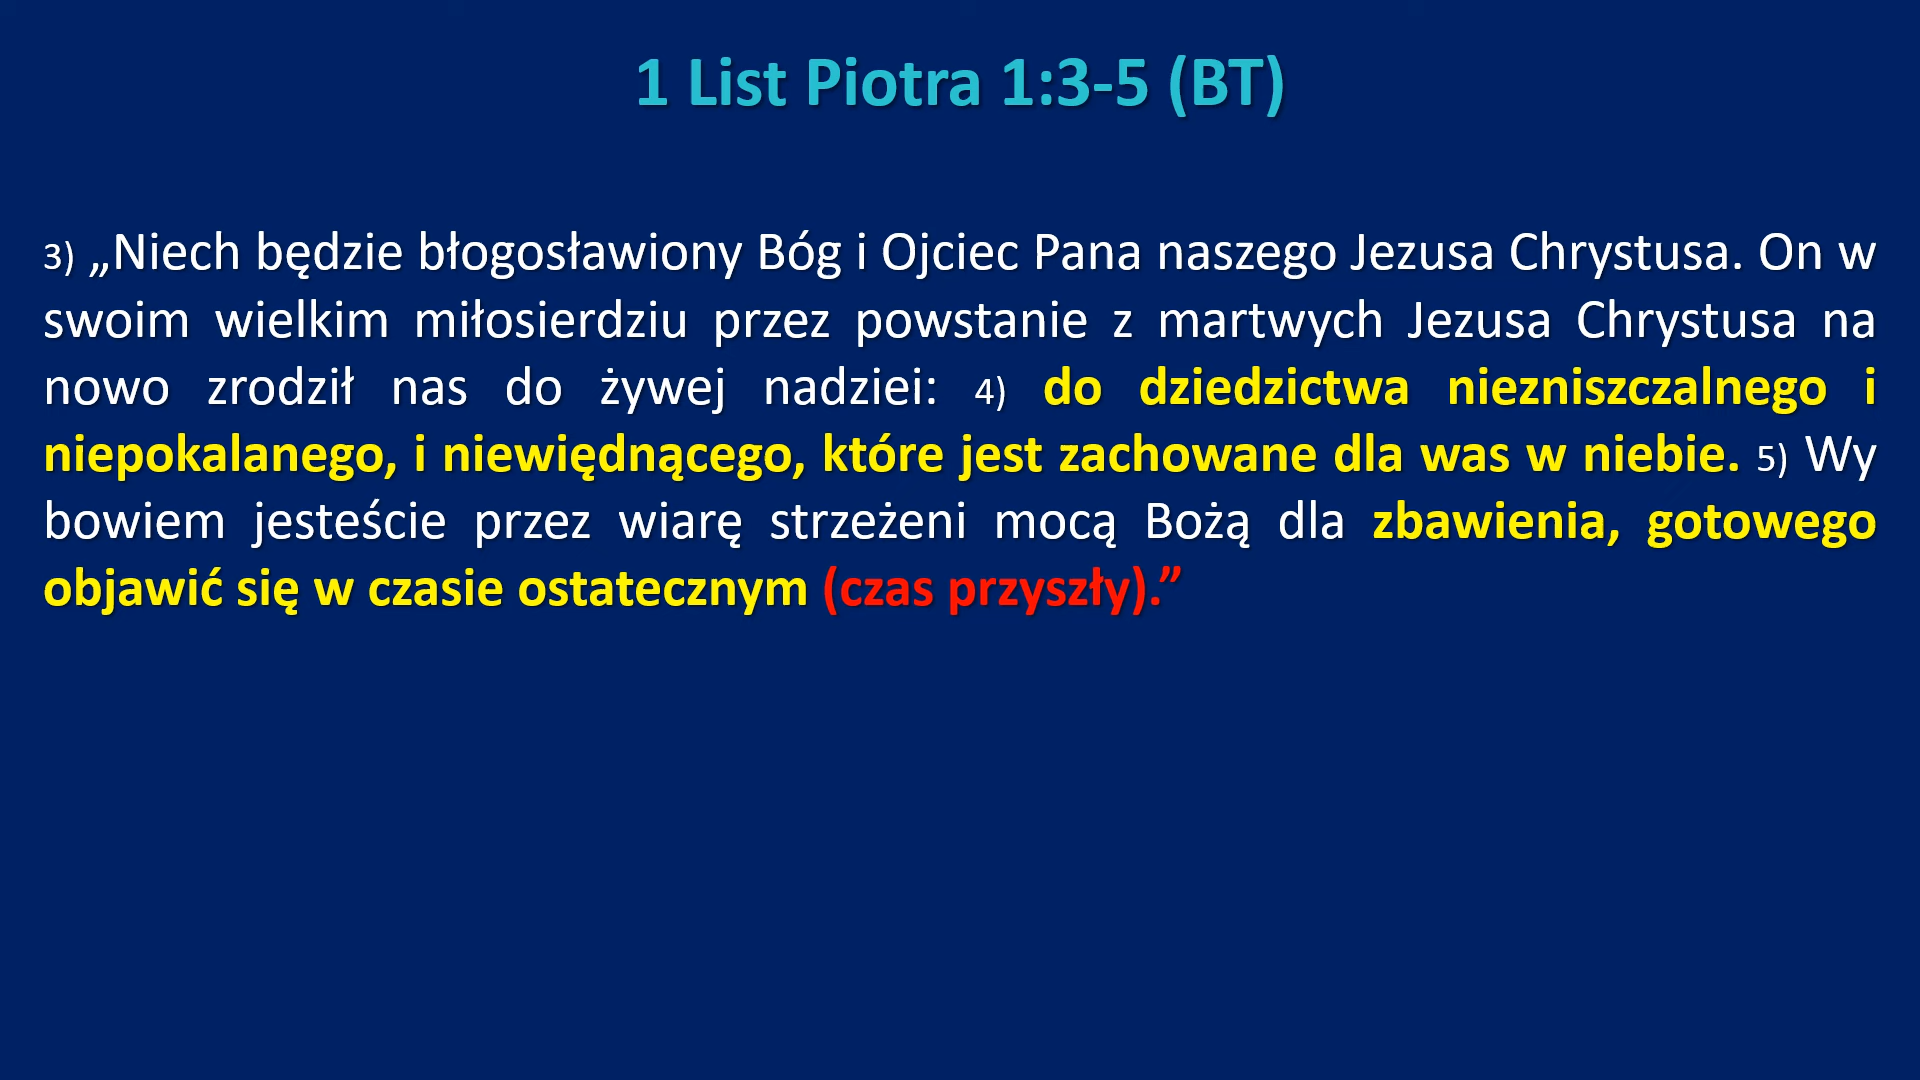 1 List Piotra 1:3-5 (BT)
3) „Niech będzie błogosławiony Bóg i Ojciec Pana naszego Jezusa Chrystusa. On w
swoim wielkim miłosierdziu przez powstanie z martwych Jezusa Chrystusa na
nowo zrodził nas do żywej nadziei: 4) do dziedzictwa niezniszczalnego i
niepokalanego, i niewiędnącego, które jest zachowane dla was w niebie. 5) Wy
bowiem jesteście przez wiarę strzeżeni mocą Bożą dla zbawienia, gotowego
objawić się w czasie ostatecznym (czas przyszły).”